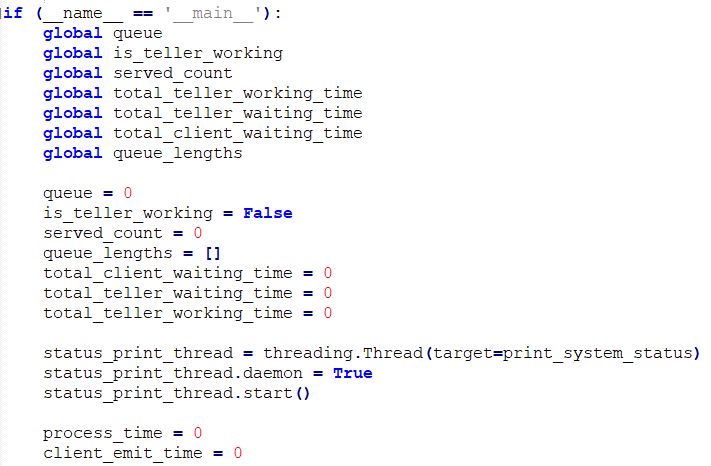 if (__name__ == '__main__'):
global queue
global is_teller_working
global served_count
global total_teller_working_time
global total_teller_waiting_time
global total_client_waiting_time
global queue_lengths
queue = 0
is_teller_working = False
served_count = 0
queue_lengths = []
total_client_waiting_time = 0
total_teller_waiting_time = 0
total_teller_working_time = 0
status_print_thread = threading.Thread(target=print_system_status)
status_print_thread.daemon = True
status_print_thread.start()
process_time = 0
client_emit_time = 0